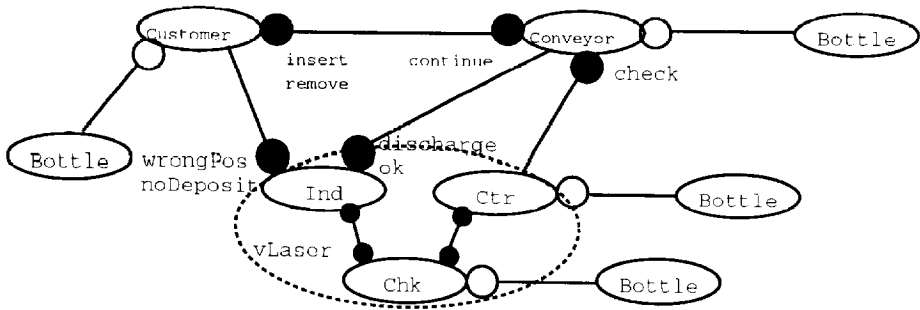 Customer
Conveyor
Bottle
insert
remove
continue
check
Bottle
wrongPos
noDeposit
discharge
ok
Ind
Ctr
Bottle
vLaser
Chk
Bottle